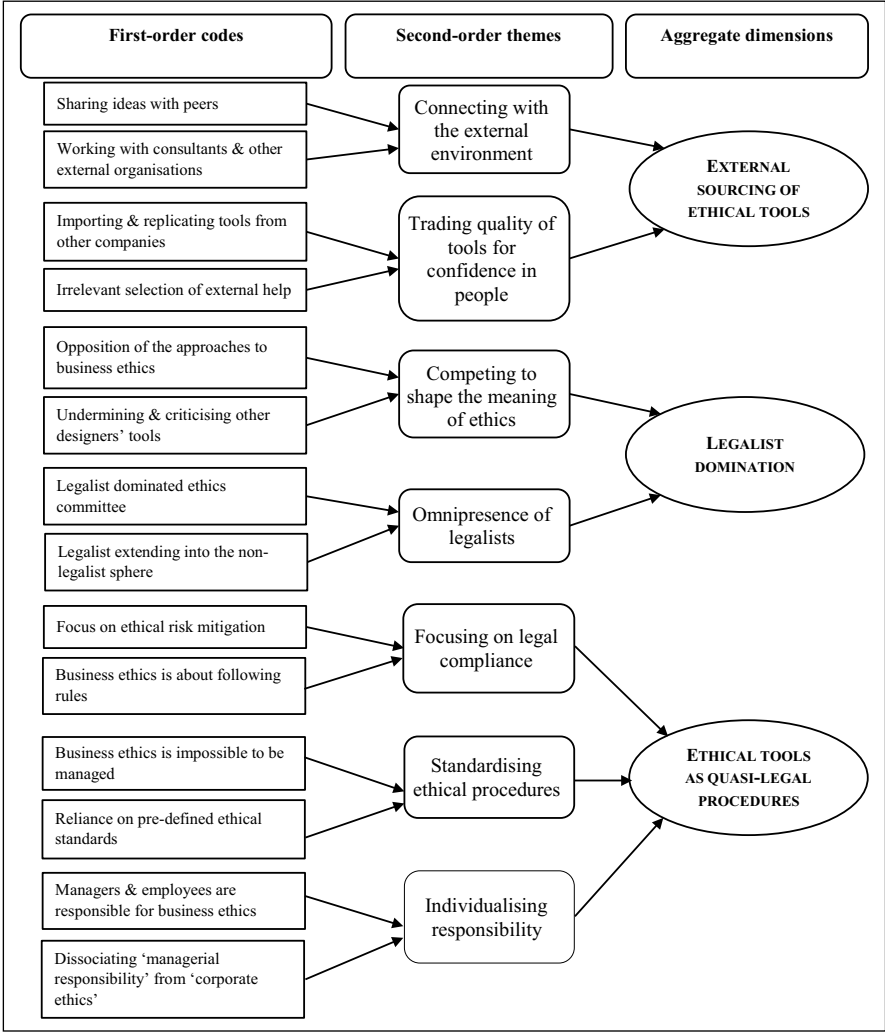 First-order codes
Second-order themes
Aggregate dimensions
Sharing ideas with peers
Working with consultants & other
external organisations
Connecting with
the external
environment
Importing & replicating tools from
other companies
Irrelevant selection of external help
Trading quality of
tools for
confidence in
people
EXTERNAL
SOURCING OF
ETHICAL TOOLS
Opposition of the approaches to
business ethics
Undermining & criticising other
designers’ tools
Competing to
shape the meaning
of ethics
Legalist dominated ethics
committee
Legalist extending into the non-
legalist sphere
Omnipresence of
legalists
LEGALIST
DOMINATION
Focus on ethical risk mitigation
Business ethics is about following
rules
Focusing on legal
compliance
Business ethics is impossible to be
managed
Reliance on pre-defined ethical
standards
Standardising
ethical procedures
Managers & employees are
responsible for business ethics
Dissociating ‘managerial
responsibility’ from ‘corporate
ethics’
Individualising
responsibility
ETHICAL TOOLS
AS QUASI-LEGAL
PROCEDURES